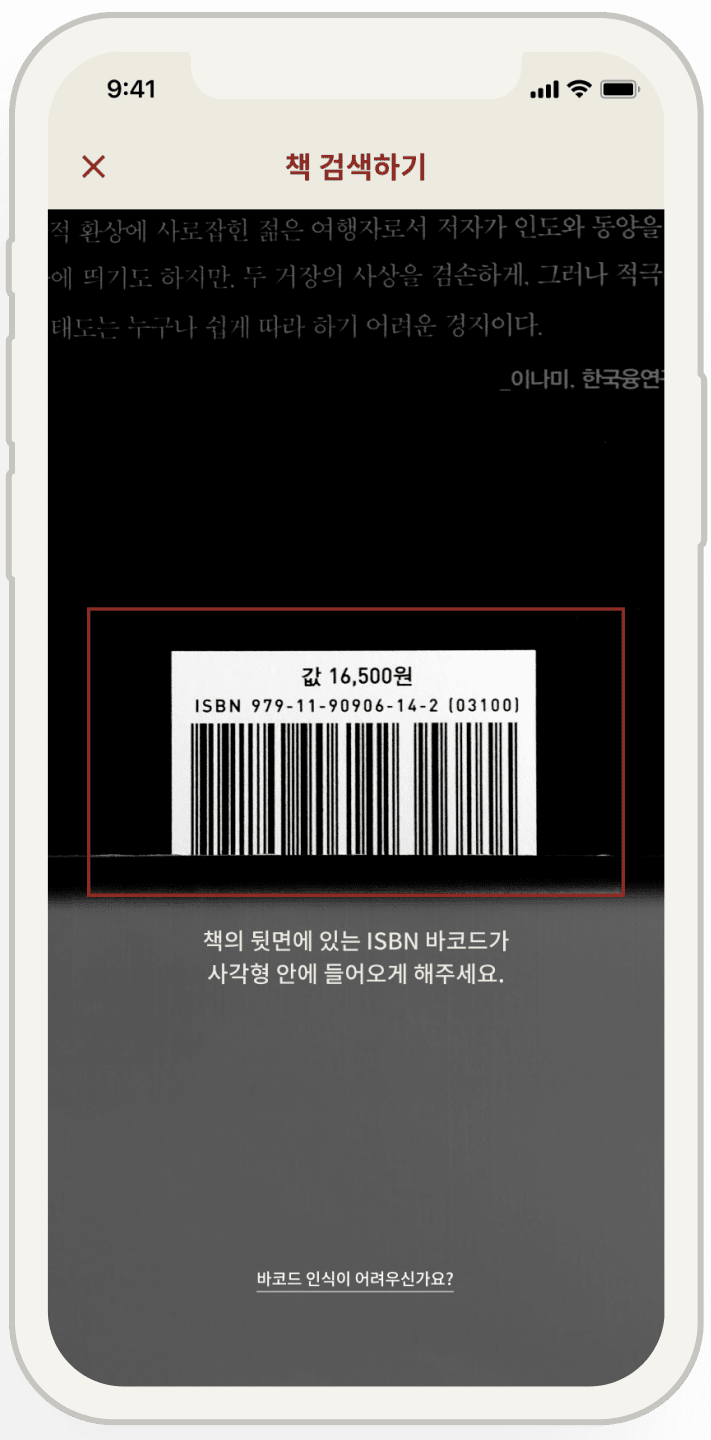 9:41
책 검색하기
적 환상에 사로잡힌 젊은 여행자로서 저자가 인도와 동양을
에 띄기도 하지만, 두 거장의 사상을 겸손하게, 그러나 적극
태도는 누구나 쉽게 따라 하기 어려운 경지이다.
_이나미, 한국융연
값 16,500원
ISBN 979-11-90906-14-2 (03100)
책의 뒷면에 있는 ISBN 바코드가
사각형 안에 들어오게 해주세요.
바코드 인식이 어려우신가요?